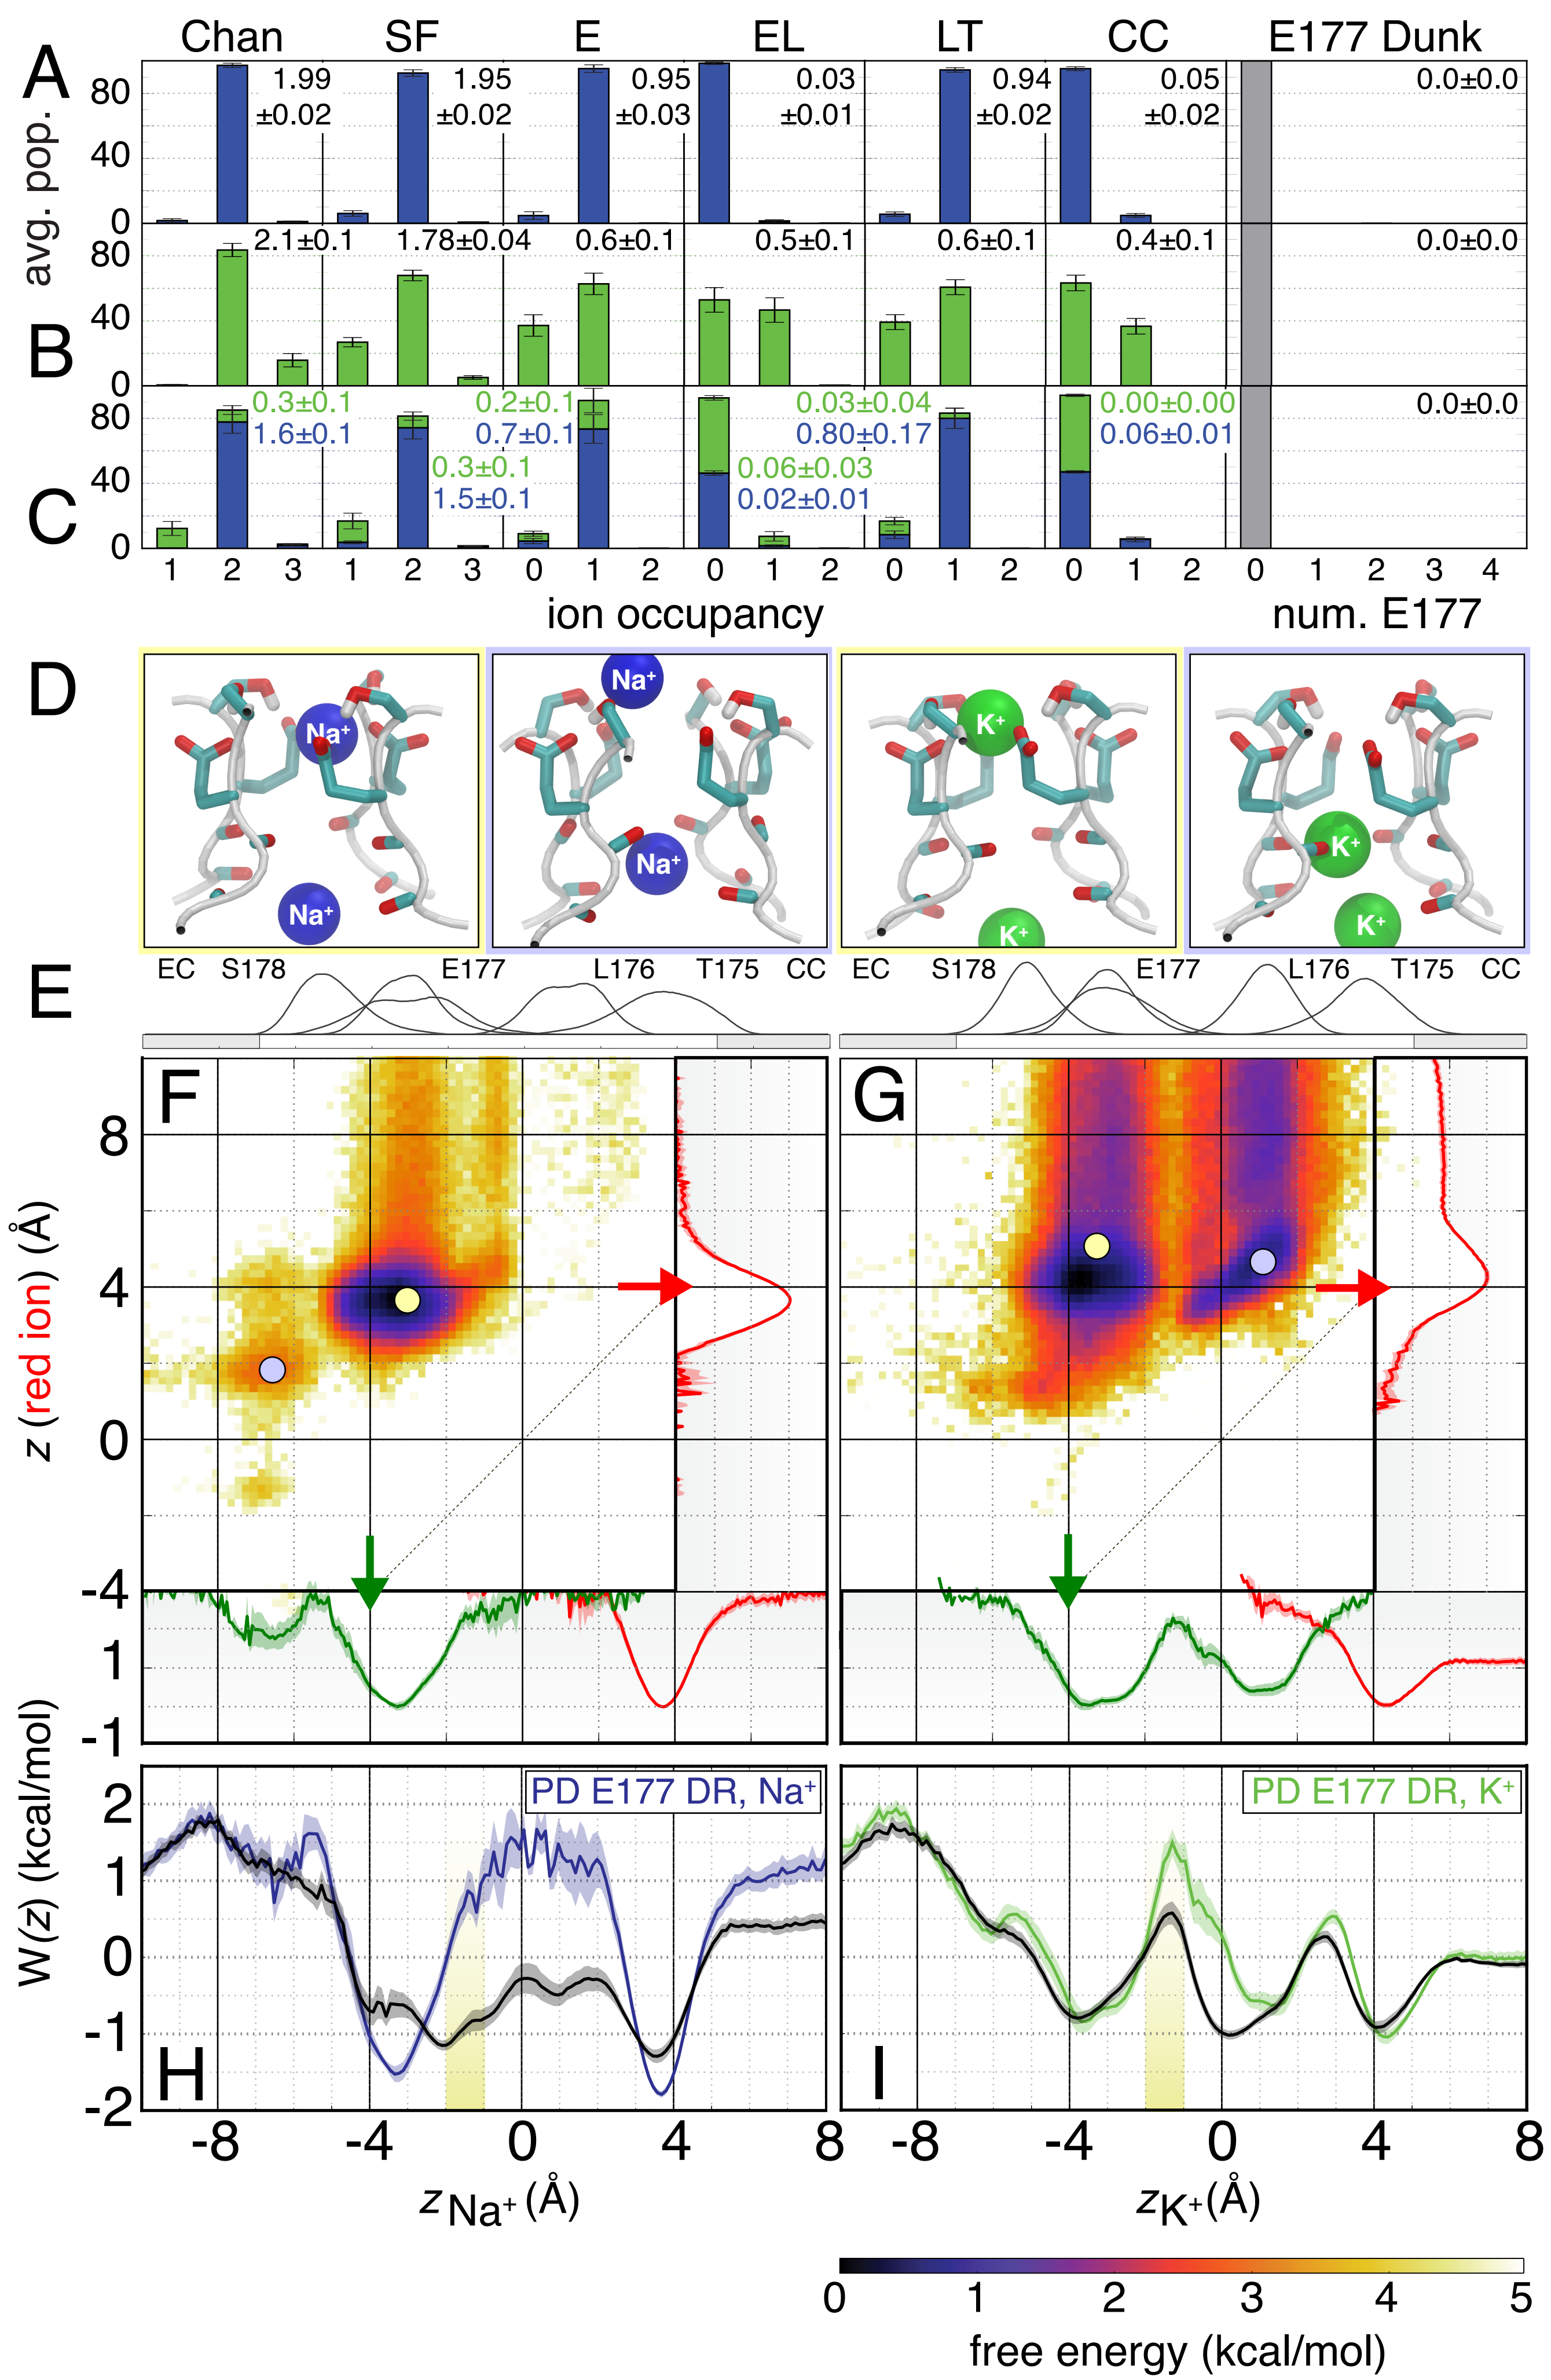 Chan SF E EL LT CC E177 Dunk
A
avg. pop.
80
40
0
1.99
±0.02
1.95
±0.02
0.95
±0.03
0.03
±0.01
0.94
±0.02
0.05
±0.02
0.0±0.0
B
80
40
0
2.1±0.1 1.78±0.04 0.6±0.1 0.5±0.1 0.6±0.1 0.4±0.1 0.0±0.0
C
80
40
0
0.3±0.1 0.2±0.1 0.03±0.04 0.00±0.00 0.0±0.0
1.6±0.1 0.7±0.1 0.80±0.17 0.06±0.01
0.3±0.1 0.06±0.03
1.5±0.1 0.02±0.01
1 2 3 1 2 3 0 1 2 0 1 2 0 1 2 0 1 2 0 1 2 3 4
ion occupancy num. E177
D
Na+
Na+
Na+
Na+
K+
K+
K+
K+
E
EC S178 E177 L176 T175 CC
EC S178 E177 L176 T175 CC
F
G
z (red ion) (Å)
8
4
0
-4
1
-1
W(z) (kcal/mol)
PD E177 DR, Na+
PD E177 DR, K+
2
1
0
-1
-2
H
I
-8 -4 0 4 8
-8 -4 0 4 8
zNa+ (Å)
zK+ (Å)
0 1 2 3 4 5
free energy (kcal/mol)